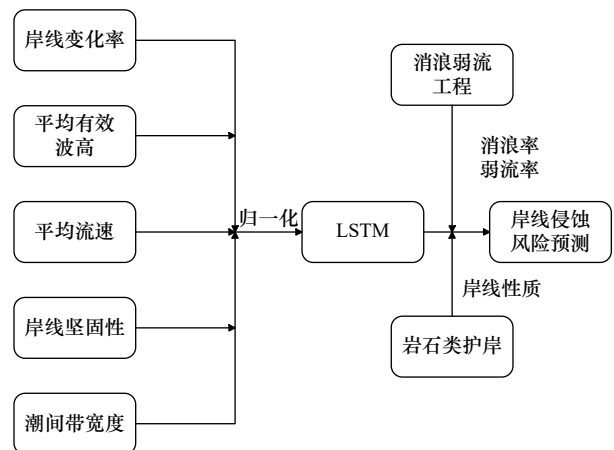 岸线变化率
平均有效
波高
平均流速
岸线坚固性
潮间带宽度
归一化
LSTM
消浪弱流
工程
消浪率
弱流率
岸线侵蚀
风险预测
岸线性质
岩石类护岸